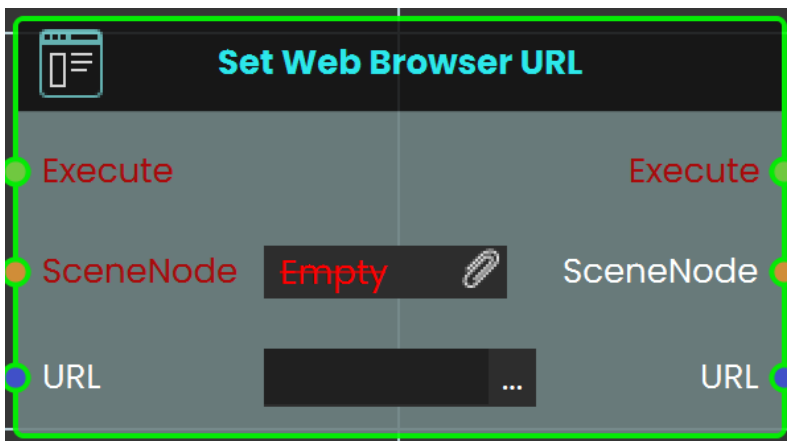 Set Web Browser URL
Execute Execute
SceneNode Empty SceneNode
URL ... URL